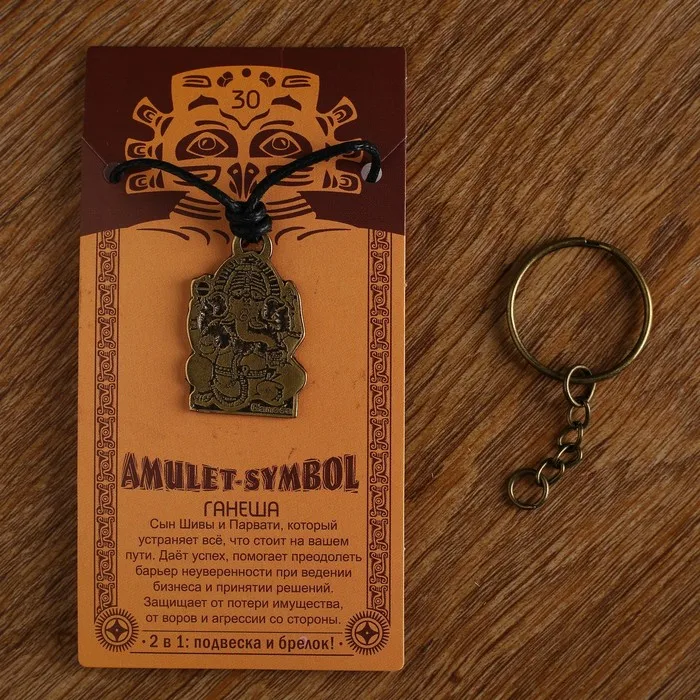 30
Ganesa
AMULET-SYMBOL
ГАНЕША
Сын Шивы и Парвати, который
устраняет всё, что стоит на вашем
пути. Даёт успех, помогает преодолеть
барьер неуверенности при ведении
бизнеса и принятии решений.
Защищает от потери имущества,
от воров и агрессии со стороны.
· 2 в 1: подвеска и брелок! ·